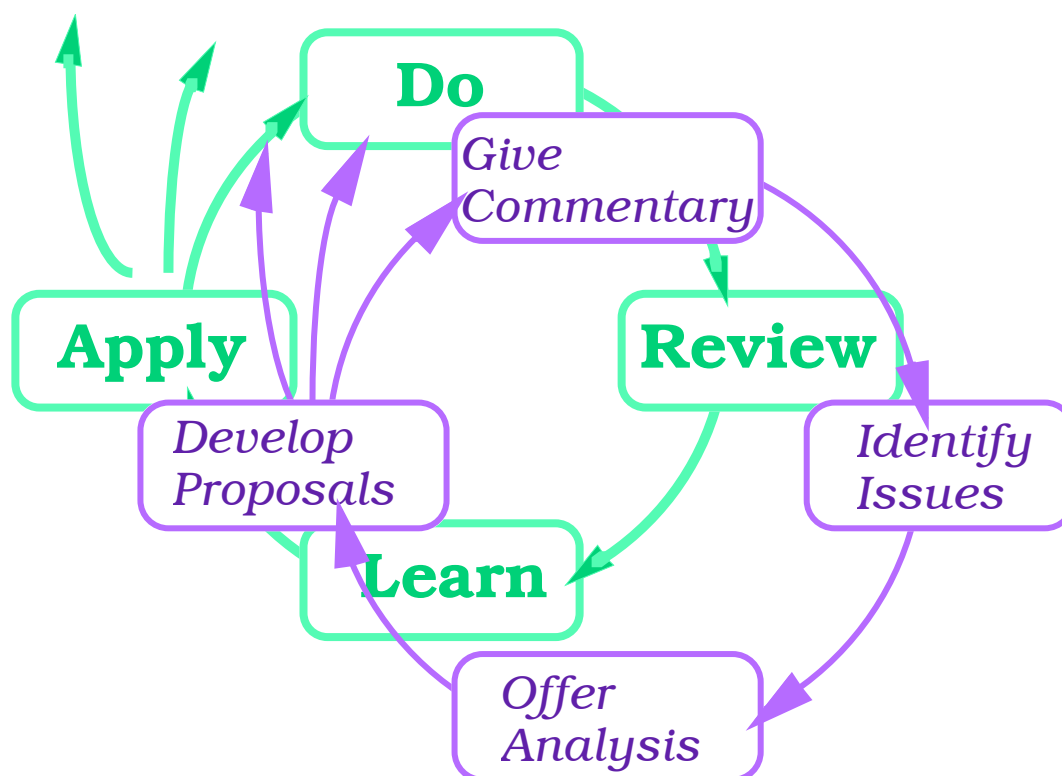 Do
Give
Commentary
Apply
Review
Develop
Proposals
Identify
Issues
Learn
Offer
Analysis